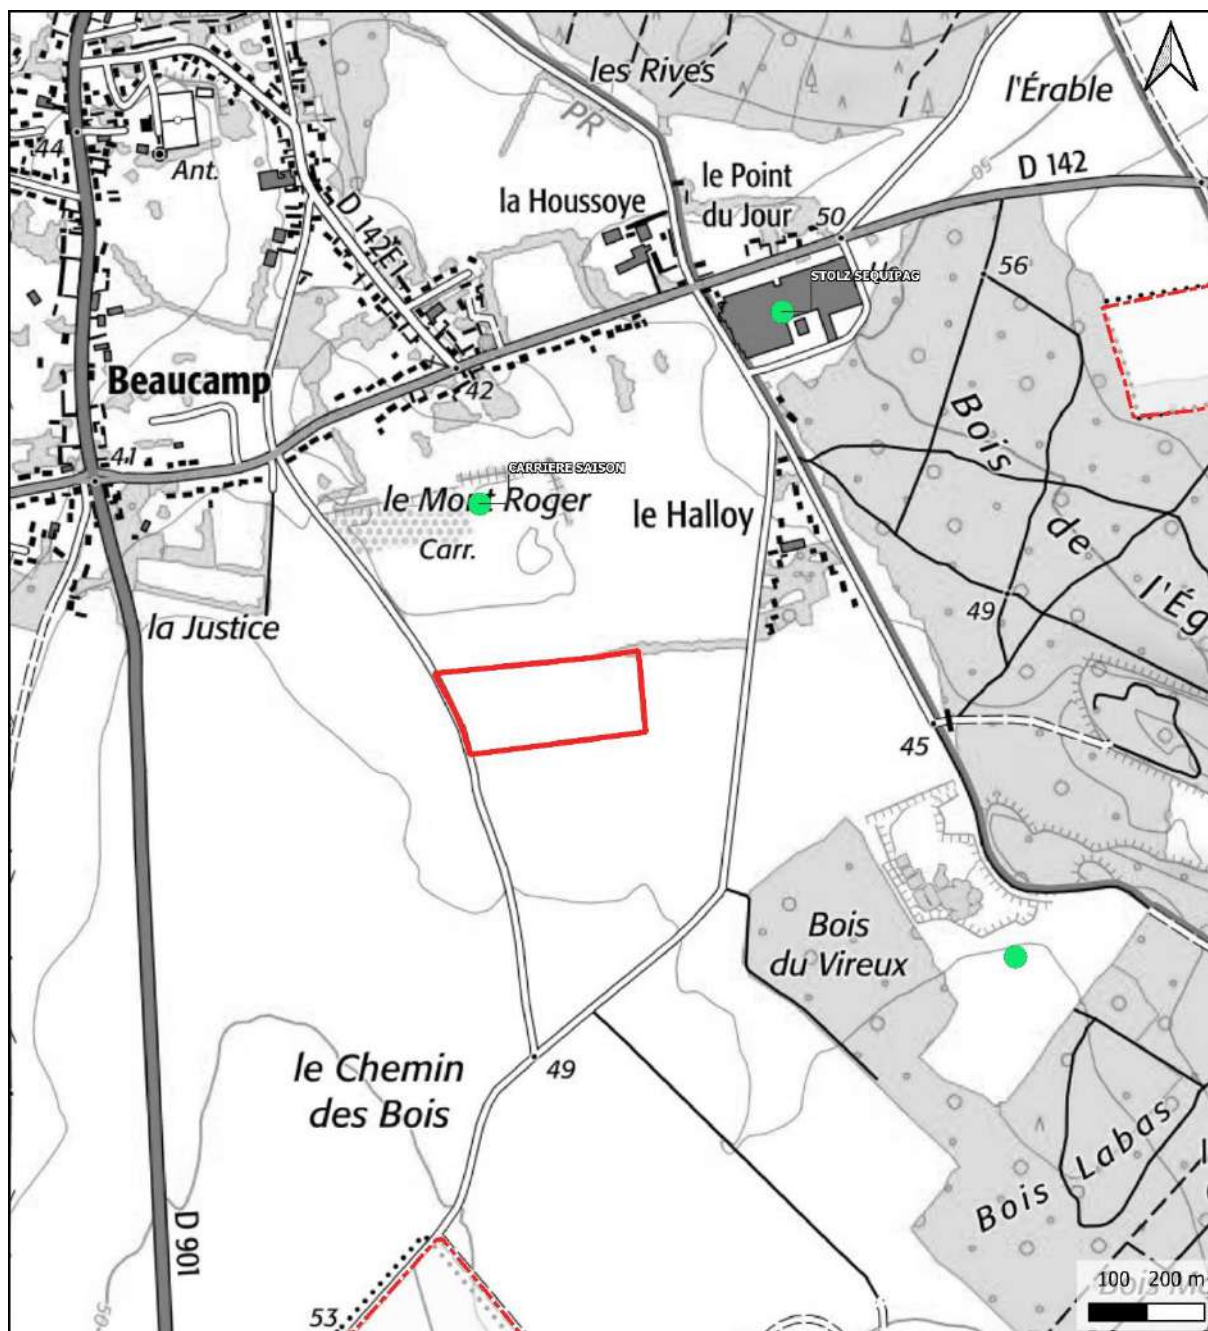 les Rives
l'Érable
PR
44
Ant.
le Point
du Jour
D 142
la Houssoye
50
50
D 142E1
STOLZ SEQUIPAG
56
Beaucamp
42
41
CARRIERE SAISON
le Mont Roger
le Halloy
Carr.
Bois
de
l'Ég
49
la Justice
45
Bois
du Vireux
le Chemin
des Bois
49
Bois Labas
D 901
50
53
100 200 m